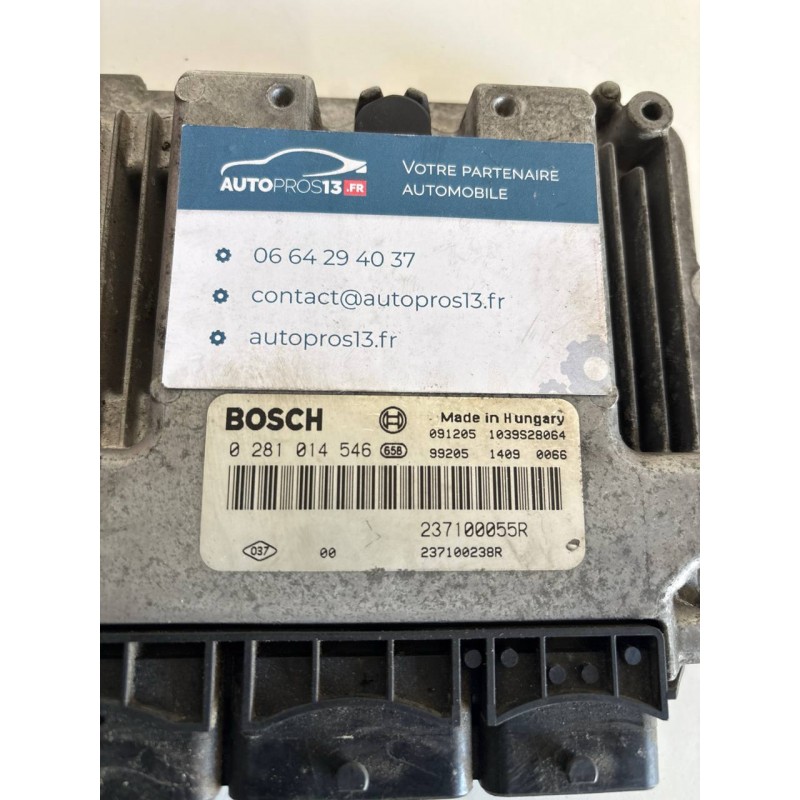 AUTOPROS13.FR
VOTRE PARTENAIRE
AUTOMOBILE
06 64 29 40 37
contact@autopros13.fr
autopros13.fr
BOSCH
Made in Hungary
0 281 014 546 658
091205 1039S28064
99205 1409 0066
237100055R
037 00 237100238R